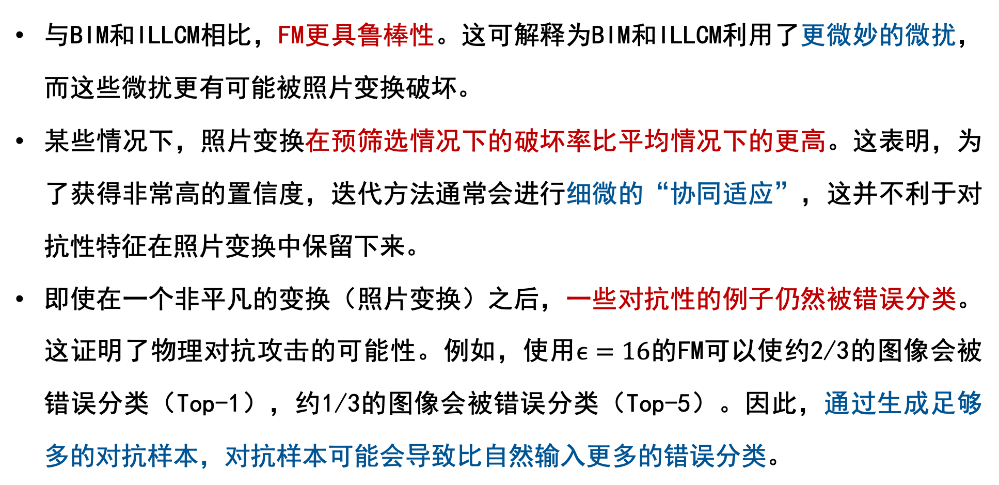 • 与BIM和ILLCM相比，FM更具鲁棒性。这可解释为BIM和ILLCM利用了更微妙的微扰，
而这些微扰更有可能被照片变换破坏。
• 某些情况下，照片变换在预筛选情况下的破坏率比平均情况下的更高。这表明，为
了获得非常高的置信度，迭代方法通常会进行细微的“协同适应”，这并不利于对
抗性特征在照片变换中保留下来。
• 即使在一个非平凡的变换（照片变换）之后，一些对抗性的例子仍然被错误分类。
这证明了物理对抗攻击的可能性。例如，使用ϵ = 16的FM可以使约2/3的图像会被
错误分类（Top-1），约1/3的图像会被错误分类（Top-5）。因此，通过生成足够
多的对抗样本，对抗样本可能会导致比自然输入更多的错误分类。